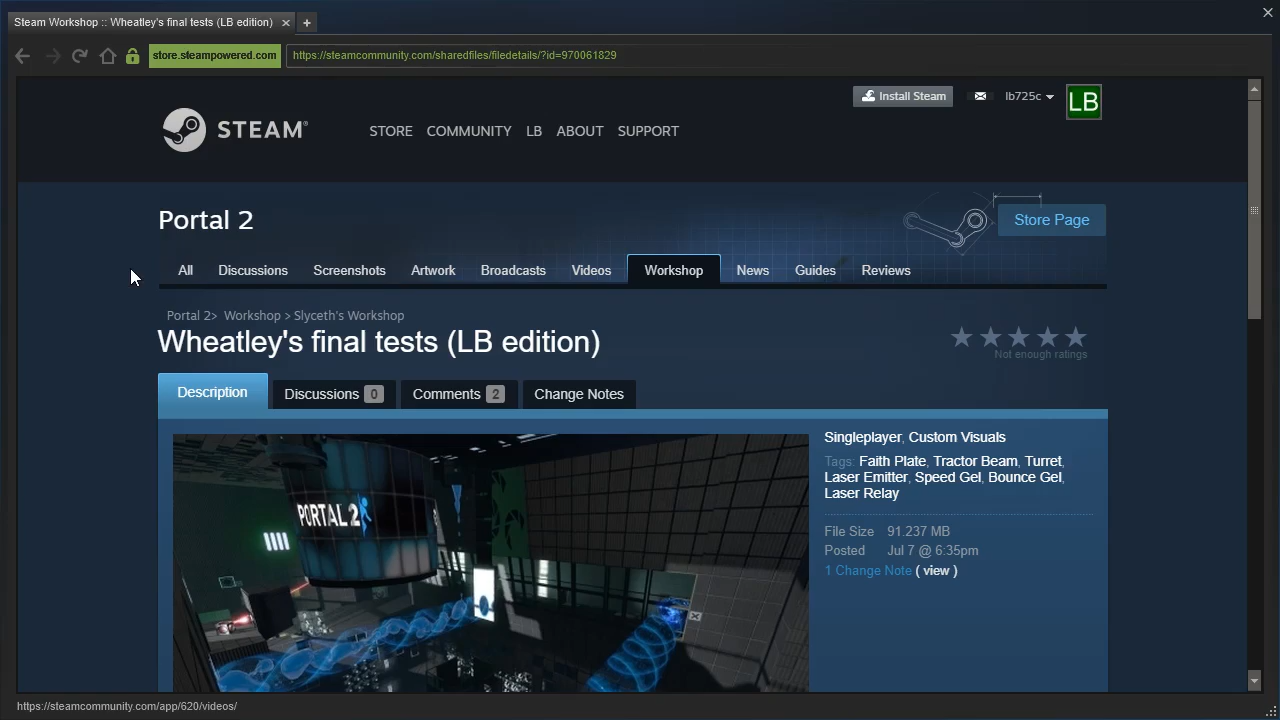 Steam Workshop :: Wheatley's final tests (LB edition)
store.steampowered.com https://steamcommunity.com/sharedfiles/filedetails/?id=970061829
Install Steam lb725c LB
STEAM® STORE COMMUNITY LB ABOUT SUPPORT
Portal 2 Store Page
All Discussions Screenshots Artwork Broadcasts Videos Workshop News Guides Reviews
Portal 2> Workshop > Slyceth's Workshop
Wheatley's final tests (LB edition)
Not enough ratings
Description Discussions 0 Comments 2 Change Notes
Singleplayer, Custom Visuals
Tags: Faith Plate, Tractor Beam, Turret,
Laser Emitter, Speed Gel, Bounce Gel,
Laser Relay
File Size 91.237 MB
Posted Jul 7 @ 6:35pm
1 Change Note ( view )
PORTAL 2
https://steamcommunity.com/app/620/videos/